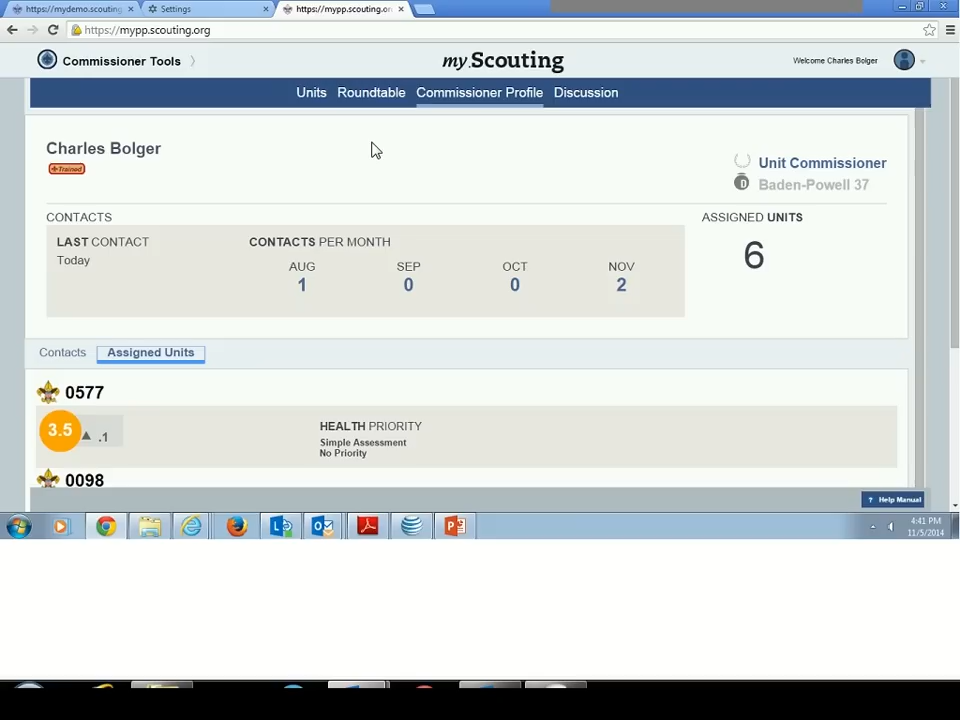 https://mydemo.scouting
Settings
https://mypp.scouting.or
https://mypp.scouting.org
Commissioner Tools
my.Scouting
Welcome Charles Bolger
Units Roundtable Commissioner Profile Discussion
Charles Bolger
Trained
Unit Commissioner
D Baden-Powell 37
CONTACTS
ASSIGNED UNITS
6
LAST CONTACT
Today
CONTACTS PER MONTH
AUG SEP OCT NOV
1 0 0 2
Contacts Assigned Units
0577
3.5 .1
HEALTH PRIORITY
Simple Assessment
No Priority
0098
? Help Manual
4:41 PM
11/5/2014